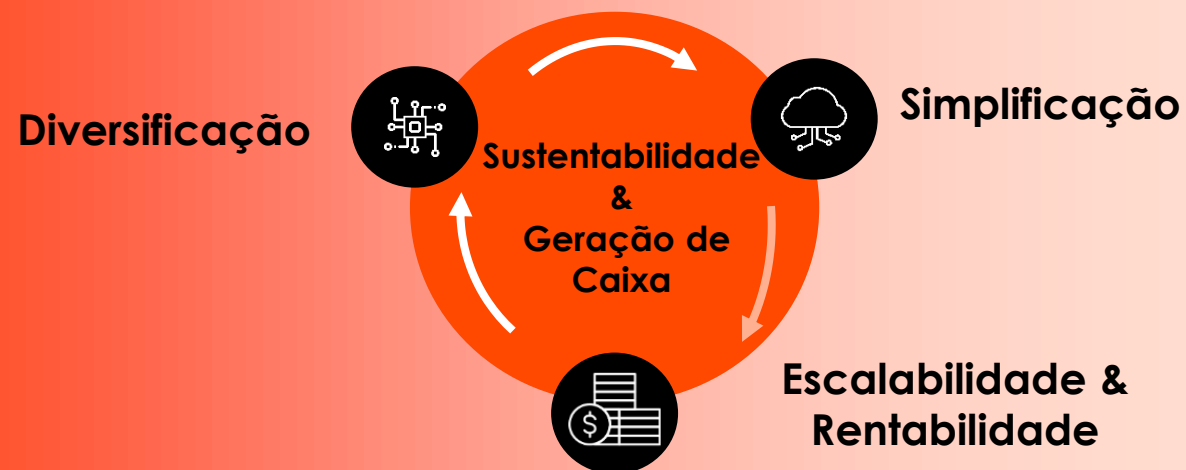 Diversificação
Simplificação
Sustentabilidade
&
Geração de
Caixa
Escalabilidade &
Rentabilidade
$